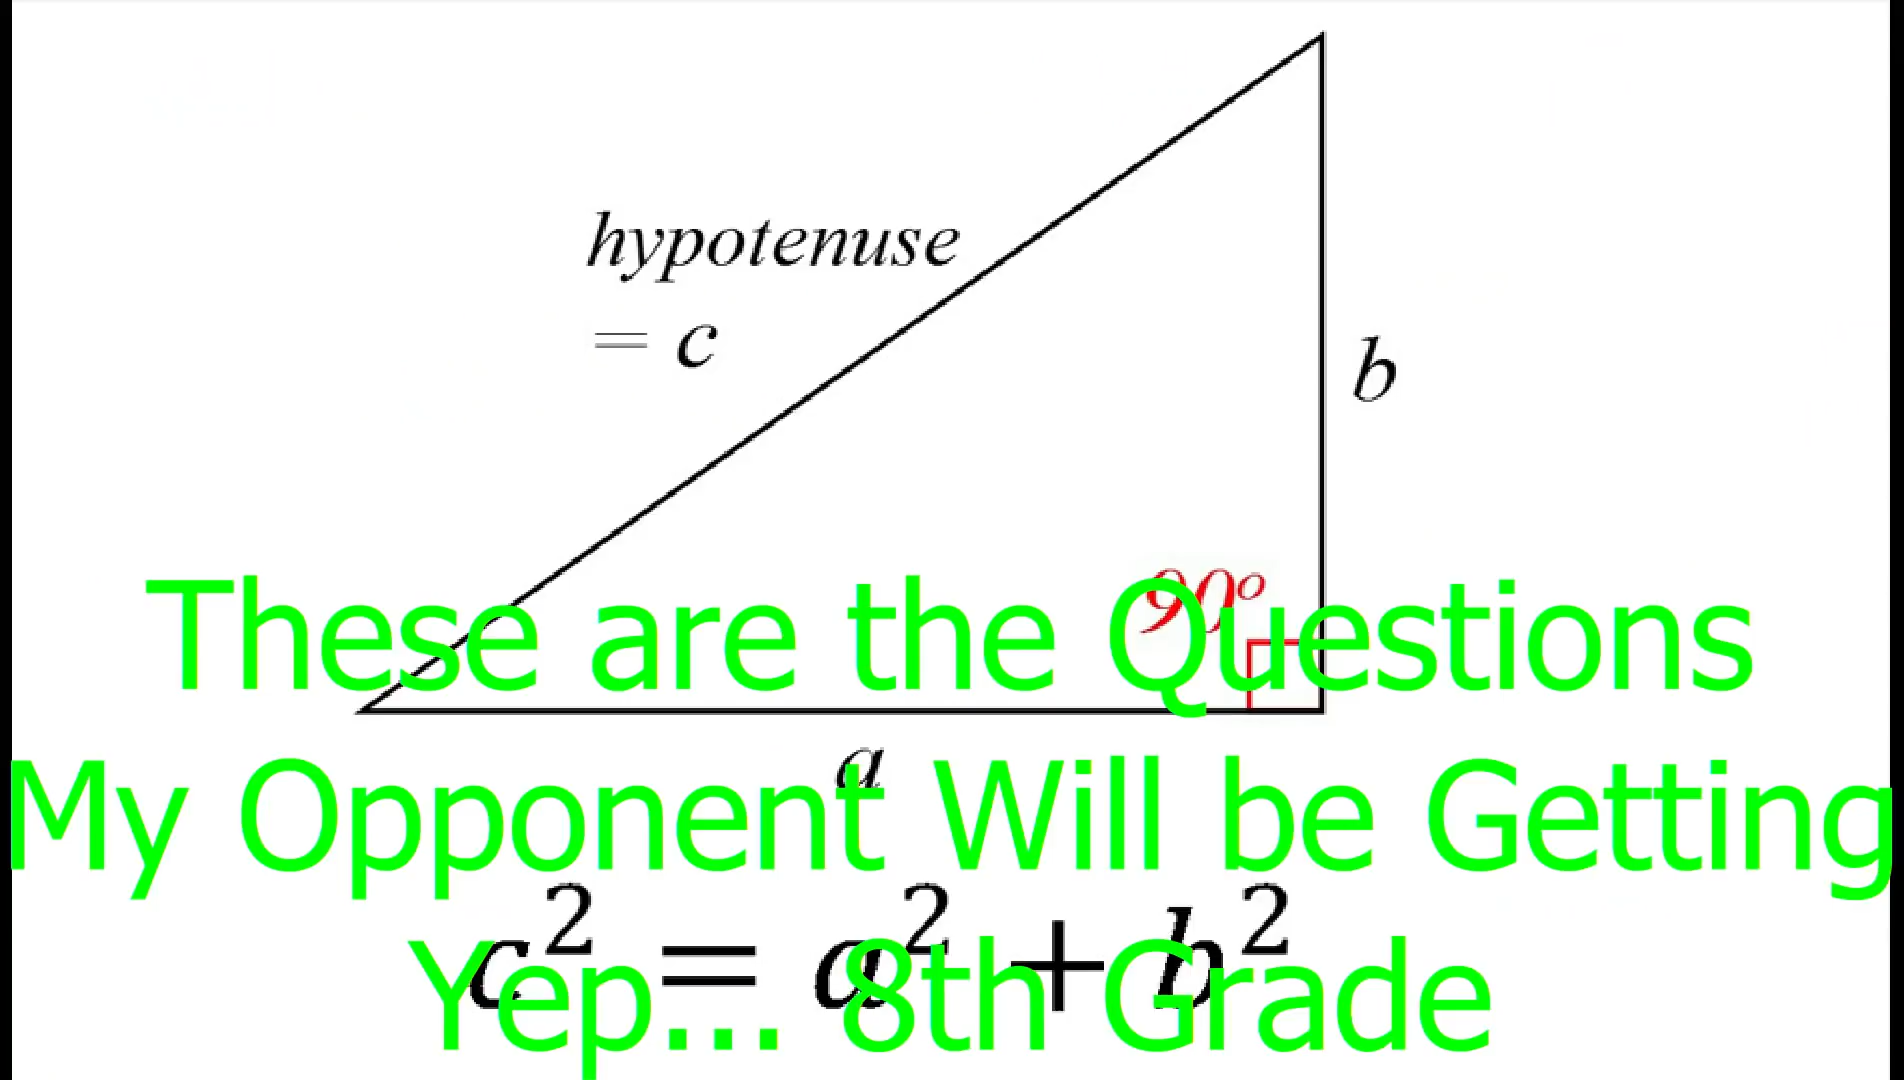 hypotenuse
= c
b
90°
These are the Questions
a
My Opponent Will be Getting
c² = a² + b²
Yep... 8th Grade